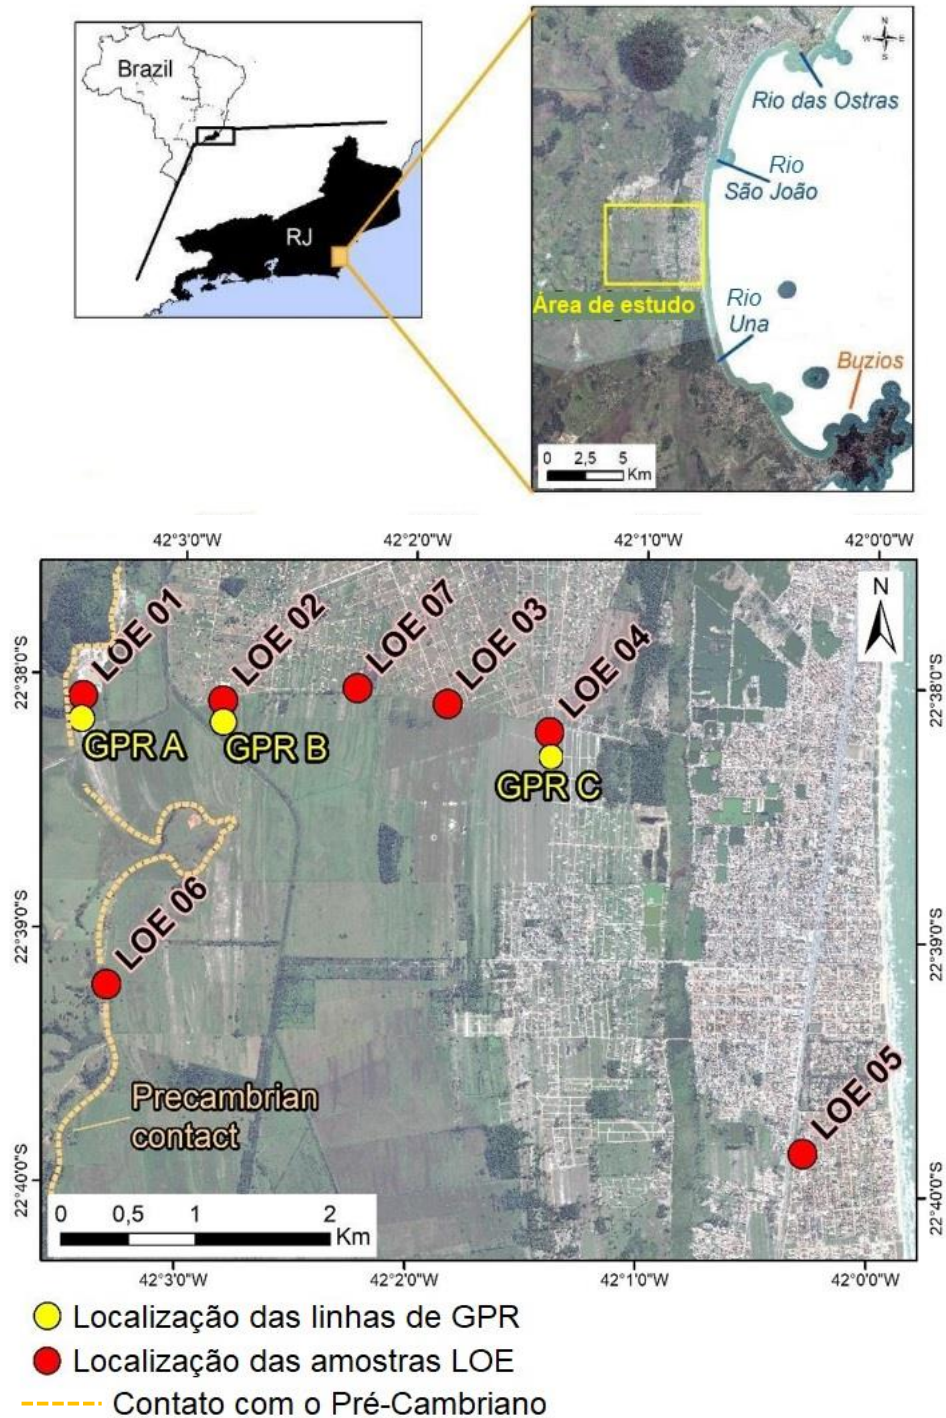 Brazil
RJ
N
W E
S
Rio das Ostras
Rio
São João
Área de estudo
Rio
Una
Buzios
0 2,5 5
Km
42°3'0"W 42°2'0"W 42°1'0"W 42°0'0"W
N
22°38'0"S
22°38'0"S
LOE 01
LOE 02
LOE 07
LOE 03
LOE 04
GPR A
GPR B
GPR C
22°39'0"S
22°39'0"S
LOE 06
LOE 05
Precambrian
contact
22°40'0"S
22°40'0"S
0 0,5 1 2
Km
42°3'0"W 42°2'0"W 42°1'0"W 42°0'0"W
Localização das linhas de GPR
Localização das amostras LOE
Contato com o Pré-Cambriano